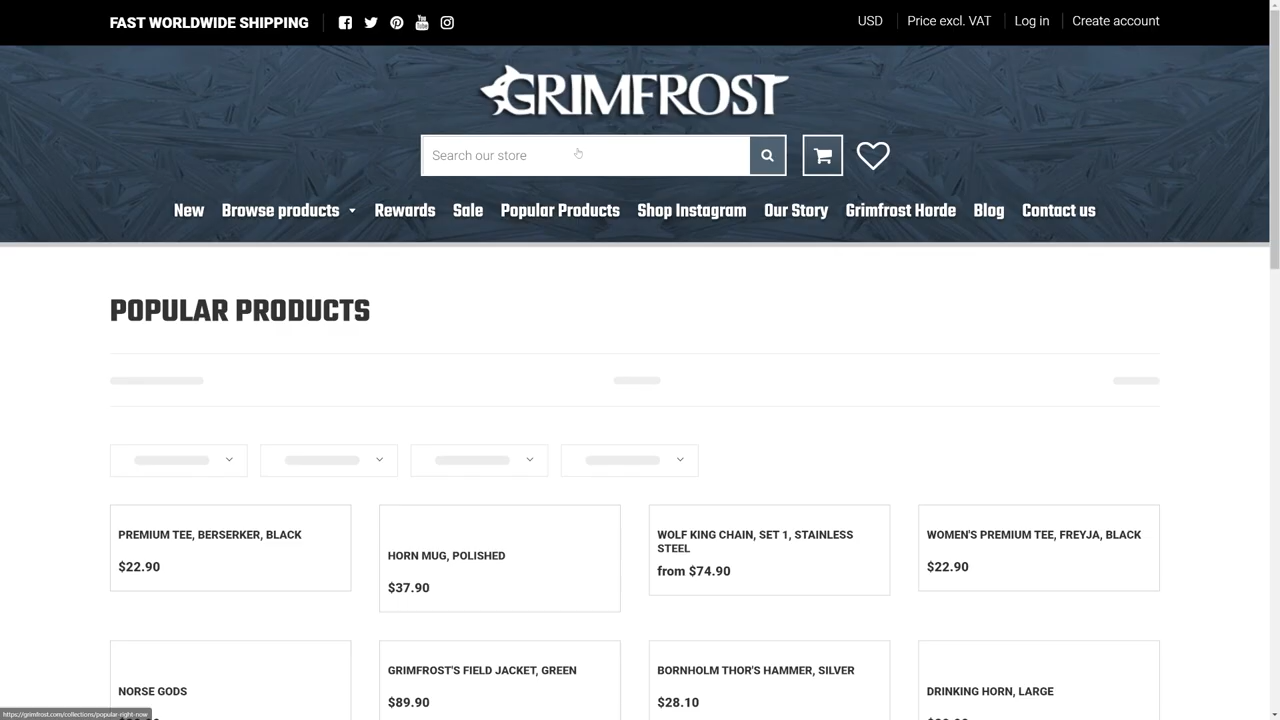 FAST WORLDWIDE SHIPPING
USD
Price excl. VAT
Log in
Create account
GRIMFROST
Search our store
New
Browse products
Rewards
Sale
Popular Products
Shop Instagram
Our Story
Grimfrost Horde
Blog
Contact us
POPULAR PRODUCTS
PREMIUM TEE, BERSERKER, BLACK
$22.90
HORN MUG, POLISHED
$37.90
WOLF KING CHAIN, SET 1, STAINLESS
STEEL
from $74.90
WOMEN'S PREMIUM TEE, FREYJA, BLACK
$22.90
NORSE GODS
GRIMFROST'S FIELD JACKET, GREEN
$89.90
BORNHOLM THOR'S HAMMER, SILVER
$28.10
DRINKING HORN, LARGE
https://grimfrost.com/collections/popular-right-now